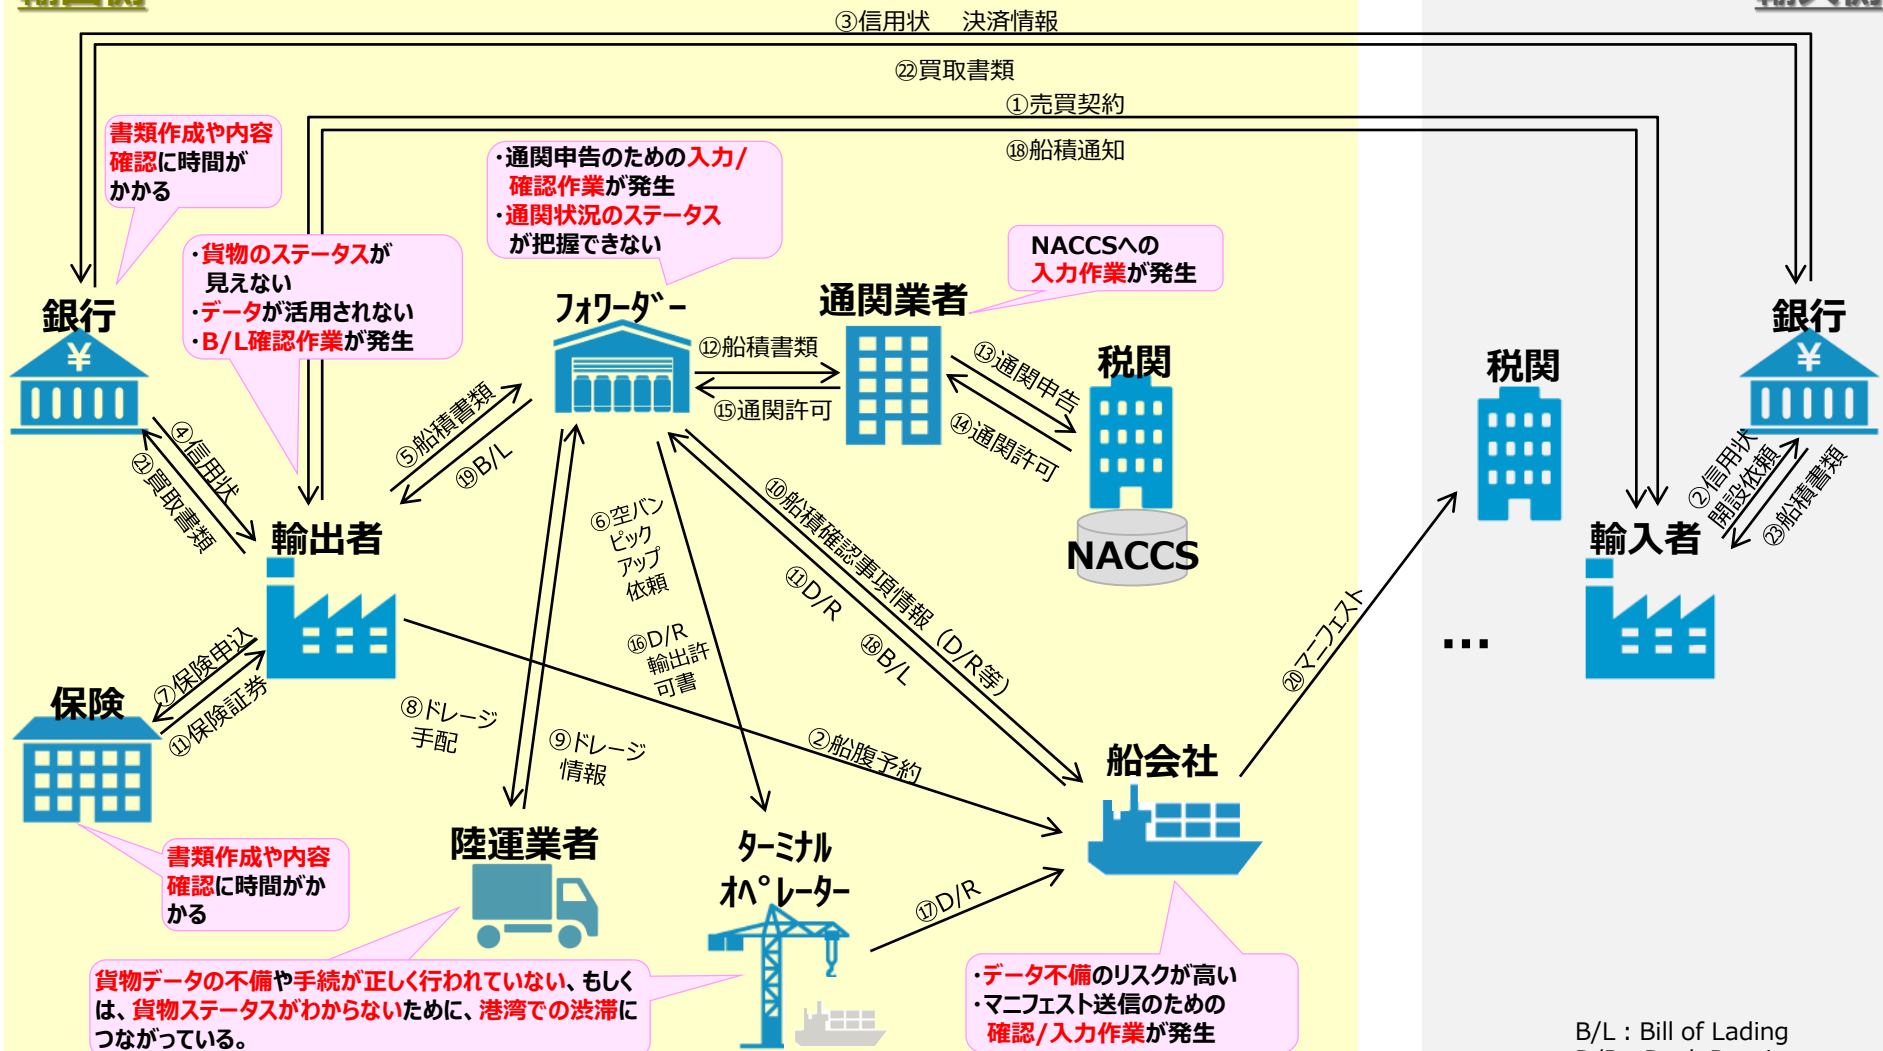 ③信用状　決済情報
㉒買取書類
①売買契約
⑱船積通知
書類作成や内容
確認に時間が
かかる
・通関申告のための入力/
確認作業が発生
・通関状況のステータス
が把握できない
・貨物のステータスが
見えない
・データが活用されない
・B/L確認作業が発生
NACCSへの
入力作業が発生
銀行
フォワーダー
通関業者
税関
税関
銀行
⑫船積書類
⑮通関許可
⑬通関申告
⑭通関許可
④信用状
㉑買取書類
⑤船積書類
⑲B/L
②信用状
開設依頼
㉓船積書類
輸出者
NACCS
輸入者
⑥空バン
ピック
アップ
依頼
⑩船積確認事項情報（D/R等）
⑪D/R
⑱B/L
⑯D/R
輸出許
可書
⑳マニフェスト
…
⑦保険申込
⑪保険証券
保険
⑧ドレージ
手配
⑨ドレージ
情報
②船腹予約
船会社
陸運業者
ターミナル
オペレーター
⑰D/R
書類作成や内容
確認に時間がか
かる
貨物データの不備や手続が正しく行われていない、もしく
は、貨物ステータスがわからないために、港湾での渋滞に
つながっている。
・データ不備のリスクが高い
・マニフェスト送信のための
確認/入力作業が発生
B/L : Bill of Lading